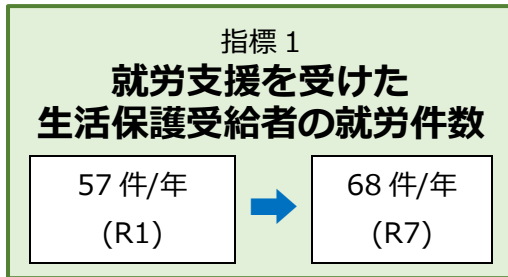 指標 1
就労支援を受けた
生活保護受給者の就労件数
57 件/年
(R1)
68 件/年
(R7)